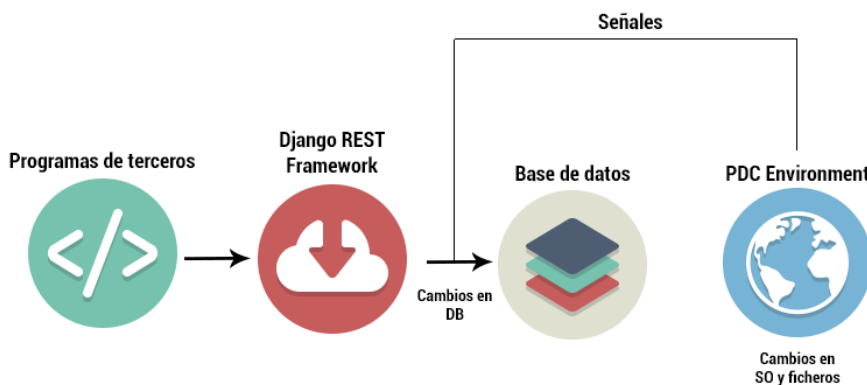 Señales
Django REST
Framework
Programas de terceros
Base de datos
PDC Environment
Cambios en
DB
Cambios en
SO y ficheros